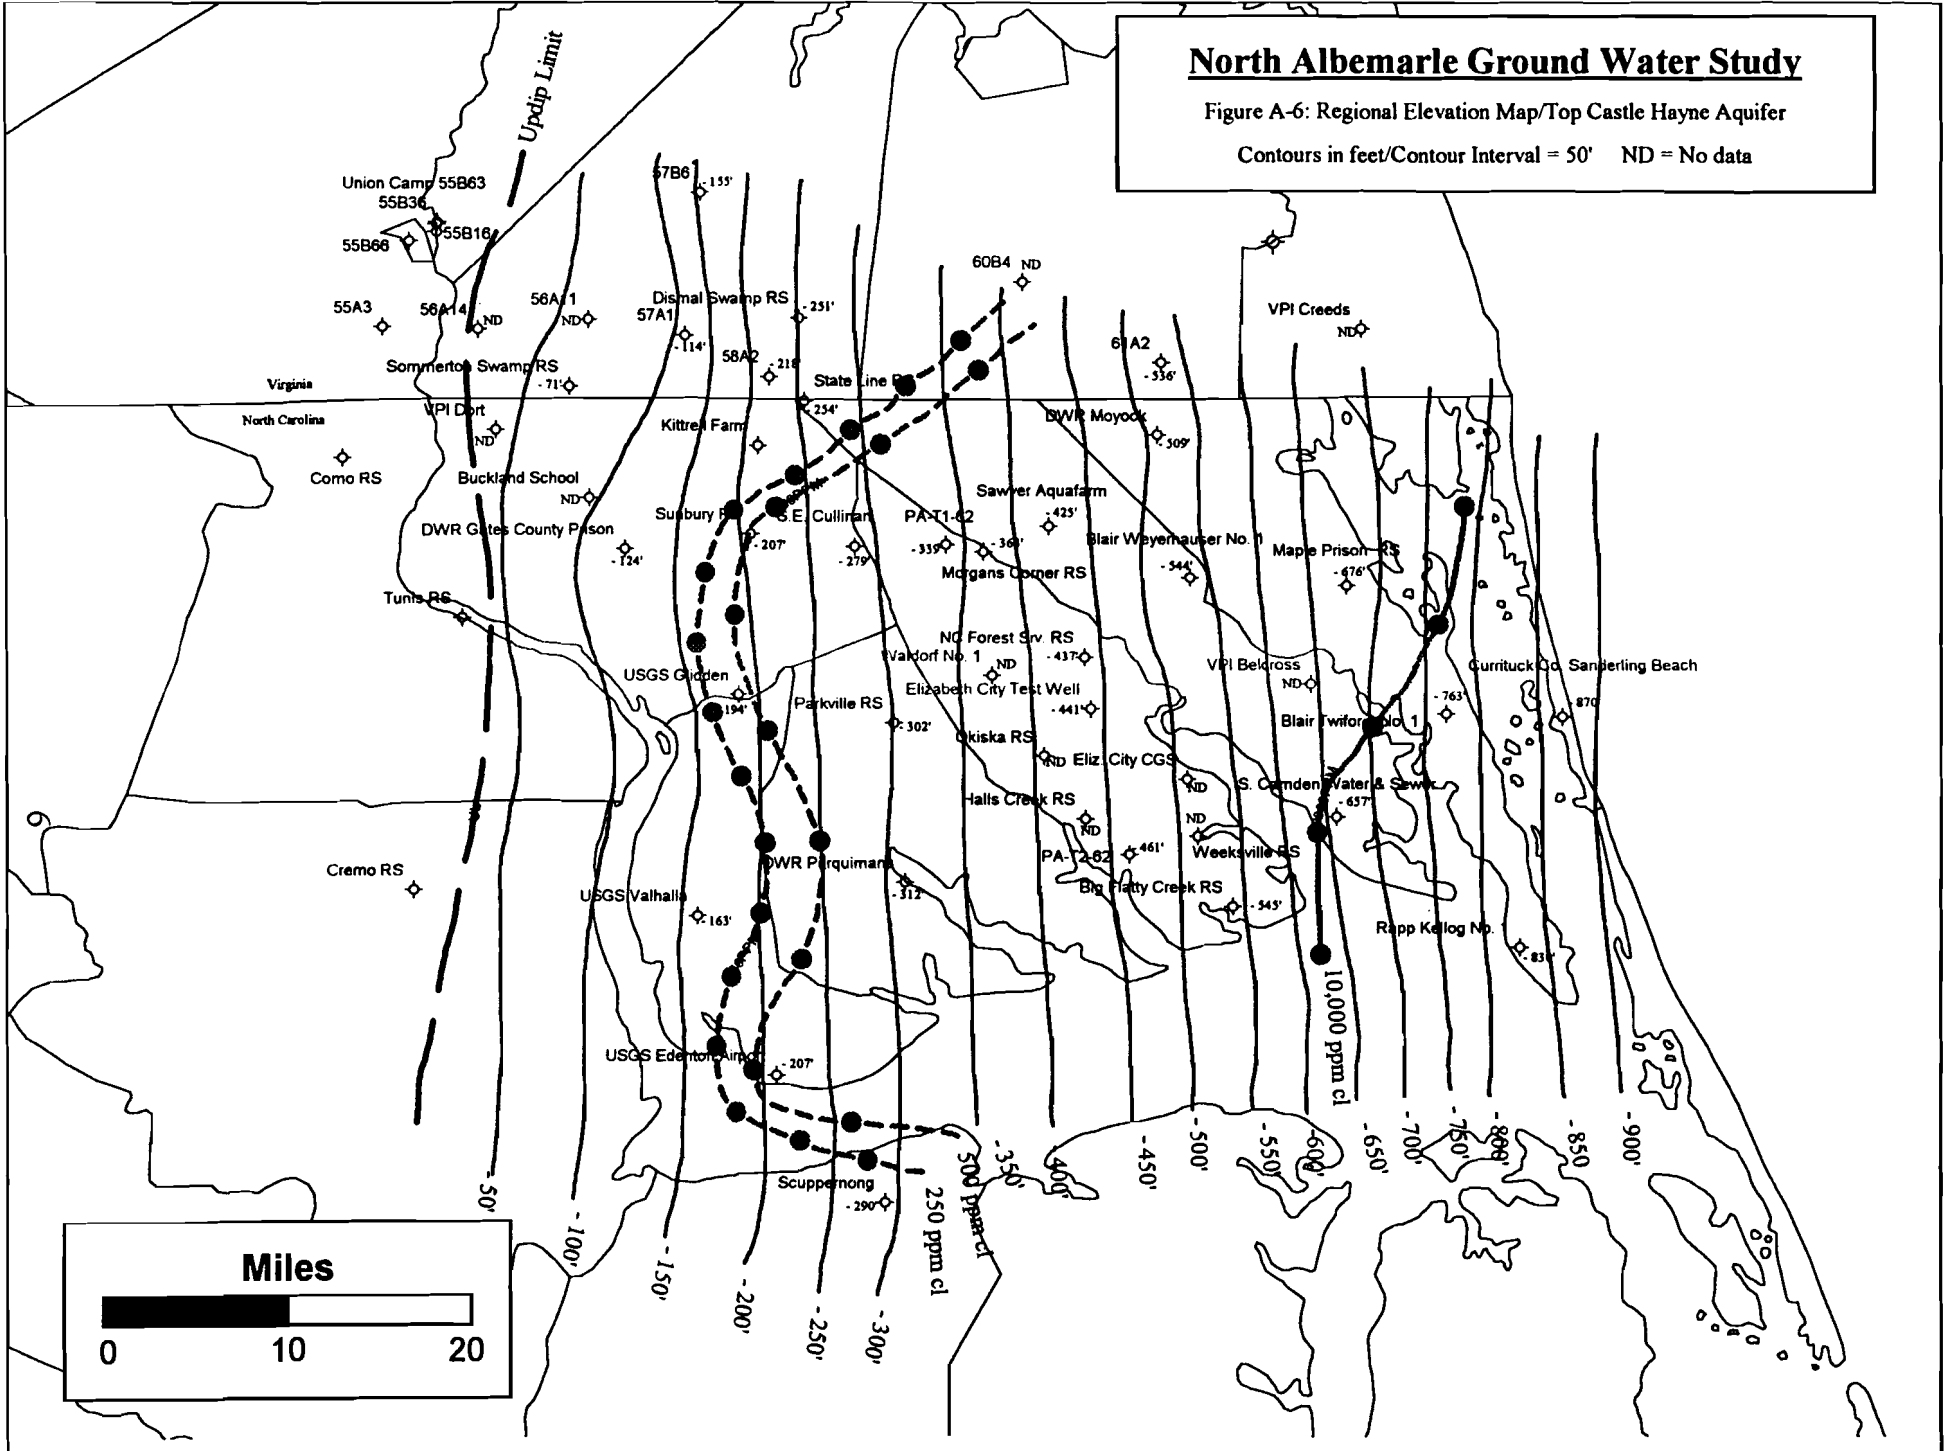 North Albemarle Ground Water Study
Figure A-6: Regional Elevation Map/Top Castle Hayne Aquifer
Contours in feet/Contour Interval = 50' ND = No data
Updip Limit
Union Camp 55B63
55B36
55B16
55B66
57B6
- 155'
60B4 ND
55A3
56A14 ND
56A11
ND
Dismal Swamp RS
- 251'
57A1
- 114'
VPI Creeds
ND
58A2
- 218'
61A2
- 536'
Sommerton Swamp RS
- 71'
State Line
- 254'
Virginia
North Carolina
VPI Dort
ND
Kittrell Farm
DWR Moyock
- 509'
Como RS
Buckland School
ND
Sawyer Aquafarm
- 425'
Sunbury
- 207'
S.E. Cullinan
- 279'
PA-T1-62
- 339'
DWR Gates County Prison
- 124'
Blair Weyerhauser No. 1
- 544'
Maple Prison RS
- 676'
Morgans Corner RS
Tunis RS
NC Forest Srv. RS
- 437'
Waldorf No. 1
ND
USGS Glidden
- 194'
VPI Belcross
ND
Currituck Co. Sanderling Beach
- 763'
- 870'
Elizabeth City Test Well
- 441'
Parkville RS
- 302'
Blair Twiford No. 1
Okiska RS
ND
Eliz. City CGS
ND
S. Camden Water & Sewer
- 657'
Halls Creek RS
ND
ND
Weeksville RS
PA-T2-62
- 461'
Cremo RS
DWR Perquimans
- 312'
USGS Valhalla
- 163'
Big Flatty Creek RS
- 545'
Rapp Kellog No.
USGS Edenton Airport
- 207'
Scuppernong
- 290'
10,000 ppm cl
500 ppm cl
250 ppm cl
- 50'
- 100'
- 150'
- 200'
- 250'
- 300'
- 350'
400'
- 450'
- 500'
- 550'
- 600'
- 650'
- 700'
- 750'
- 800'
- 850
- 900'
Miles
0 10 20
9